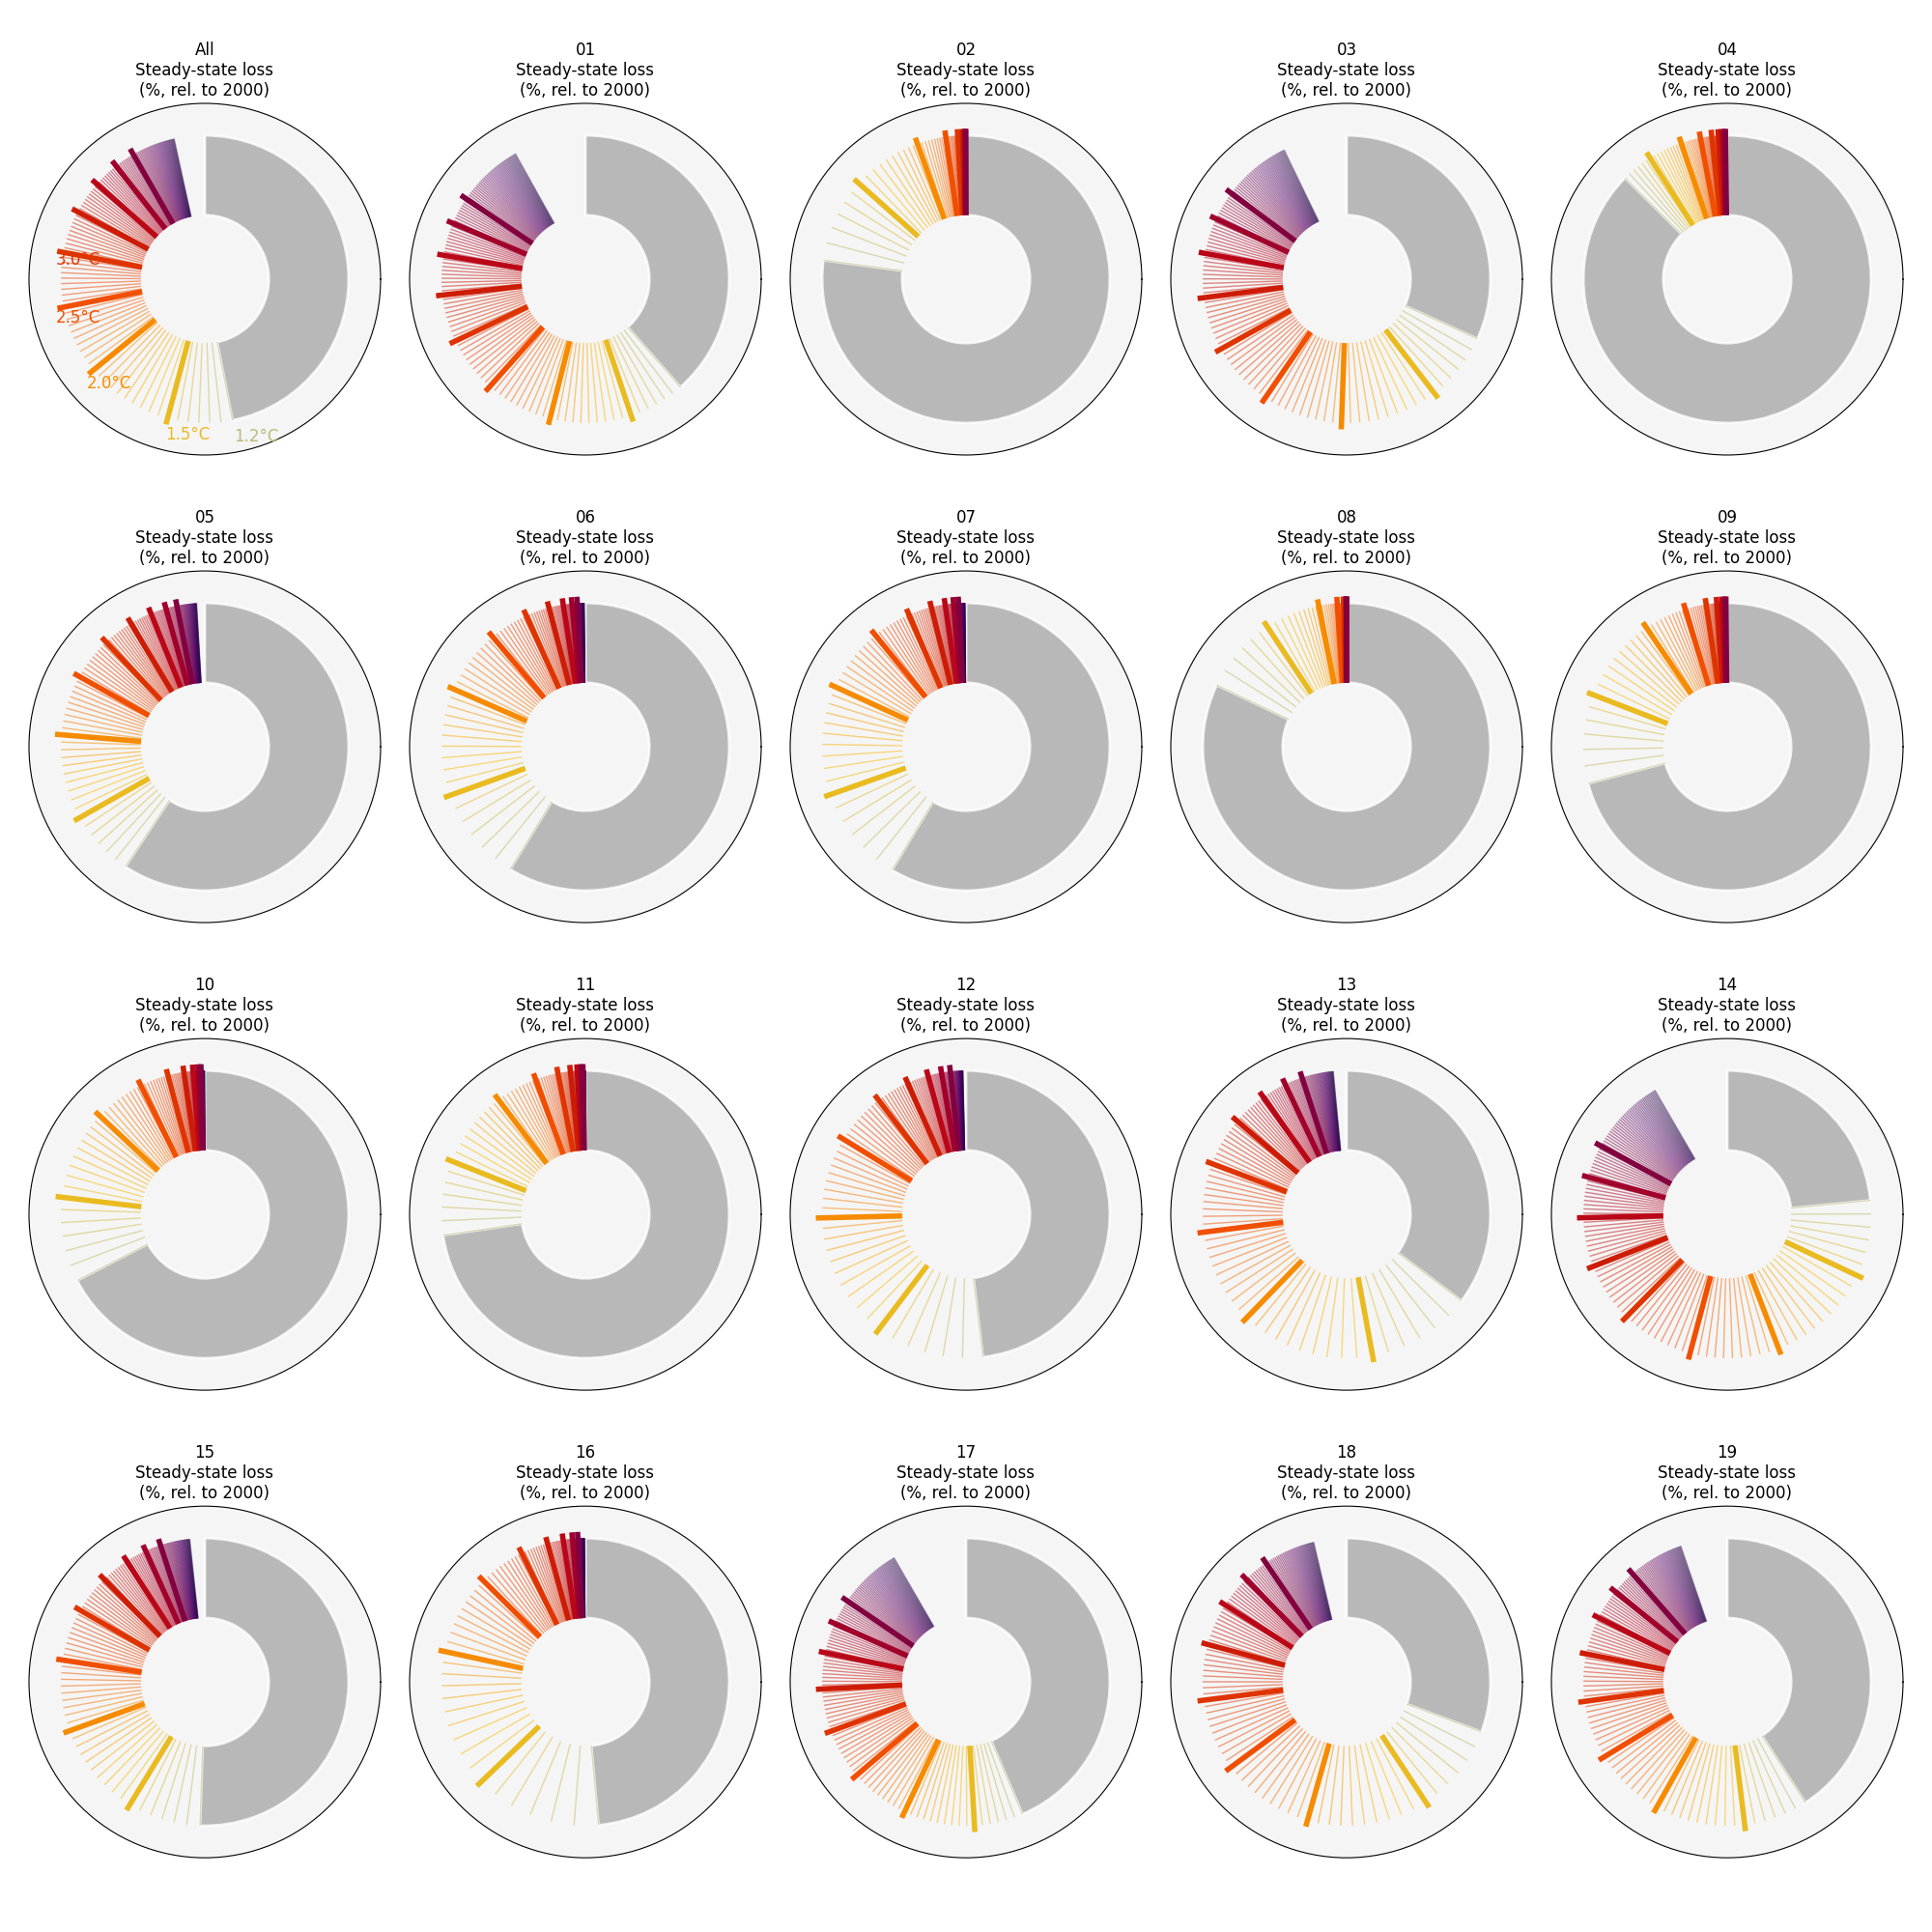 All
Steady-state loss
(%, rel. to 2000)
01
Steady-state loss
(%, rel. to 2000)
02
Steady-state loss
(%, rel. to 2000)
03
Steady-state loss
(%, rel. to 2000)
04
Steady-state loss
(%, rel. to 2000)
3.0°C
2.5°C
2.0°C
1.5°C
1.2°C
05
Steady-state loss
(%, rel. to 2000)
06
Steady-state loss
(%, rel. to 2000)
07
Steady-state loss
(%, rel. to 2000)
08
Steady-state loss
(%, rel. to 2000)
09
Steady-state loss
(%, rel. to 2000)
10
Steady-state loss
(%, rel. to 2000)
11
Steady-state loss
(%, rel. to 2000)
12
Steady-state loss
(%, rel. to 2000)
13
Steady-state loss
(%, rel. to 2000)
14
Steady-state loss
(%, rel. to 2000)
15
Steady-state loss
(%, rel. to 2000)
16
Steady-state loss
(%, rel. to 2000)
17
Steady-state loss
(%, rel. to 2000)
18
Steady-state loss
(%, rel. to 2000)
19
Steady-state loss
(%, rel. to 2000)